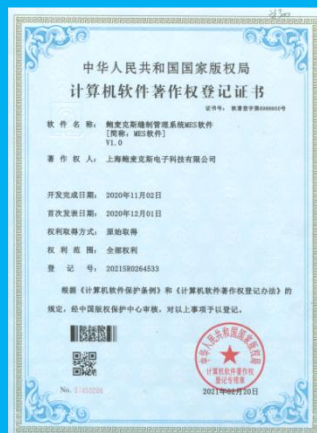 中华人民共和国国家版权局
计算机软件著作权登记证书
证书号：
软件名称： 鲍麦克斯缝制管理系统MES软件
[简称：MES软件]
V1.0
著作权人： 上海鲍麦克斯电子科技有限公司
开发完成日期： 2020年11月02日
首次发表日期： 2020年12月01日
权利取得方式： 原始取得
权利范围： 全部权利
登记号： 2021SR0264533
根据《计算机软件保护条例》和《计算机软件著作权登记办法》的
规定，经中国版权保护中心审核，对以上事项予以登记。
中华人民共和国国家版权局
计算机软件著作权
登记专用章
No.